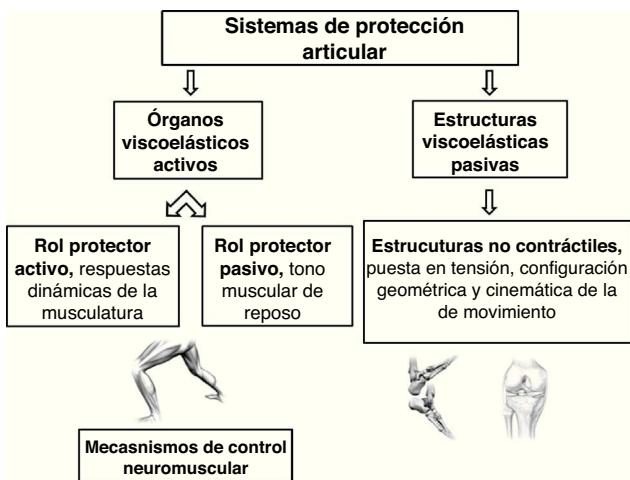 Sistemas de protección
articular
Órganos
viscoelásticos
activos
Estructuras
viscoelásticas
pasivas
Rol protector
activo, respuestas
dinámicas de la
musculatura
Rol protector
pasivo, tono
muscular de
reposo
Estrucuturas no contráctiles,
puesta en tensión, configuración
geométrica y cinemática de la
de movimiento
Mecasnismos de control
neuromuscular